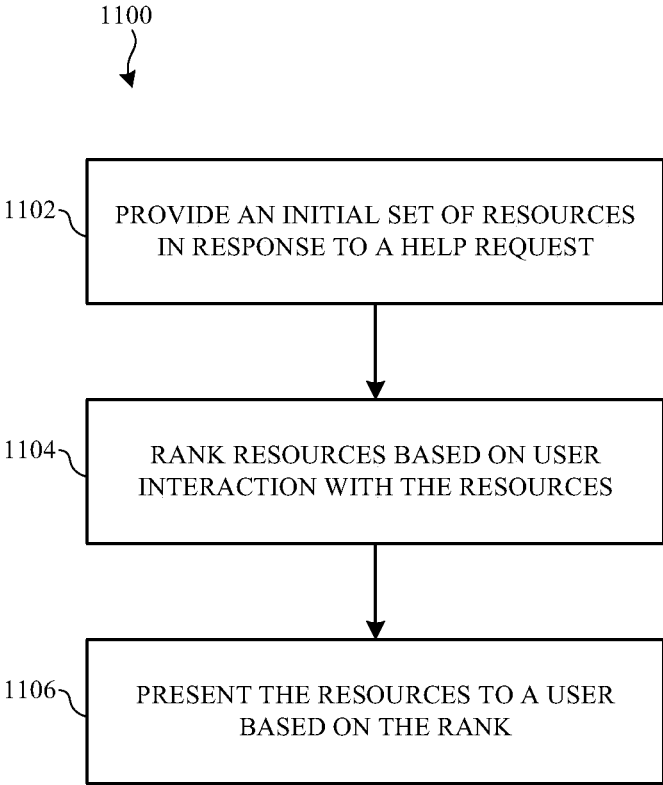 1100
1102
PROVIDE AN INITIAL SET OF RESOURCES
IN RESPONSE TO A HELP REQUEST
1104
RANK RESOURCES BASED ON USER
INTERACTION WITH THE RESOURCES
1106
PRESENT THE RESOURCES TO A USER
BASED ON THE RANK